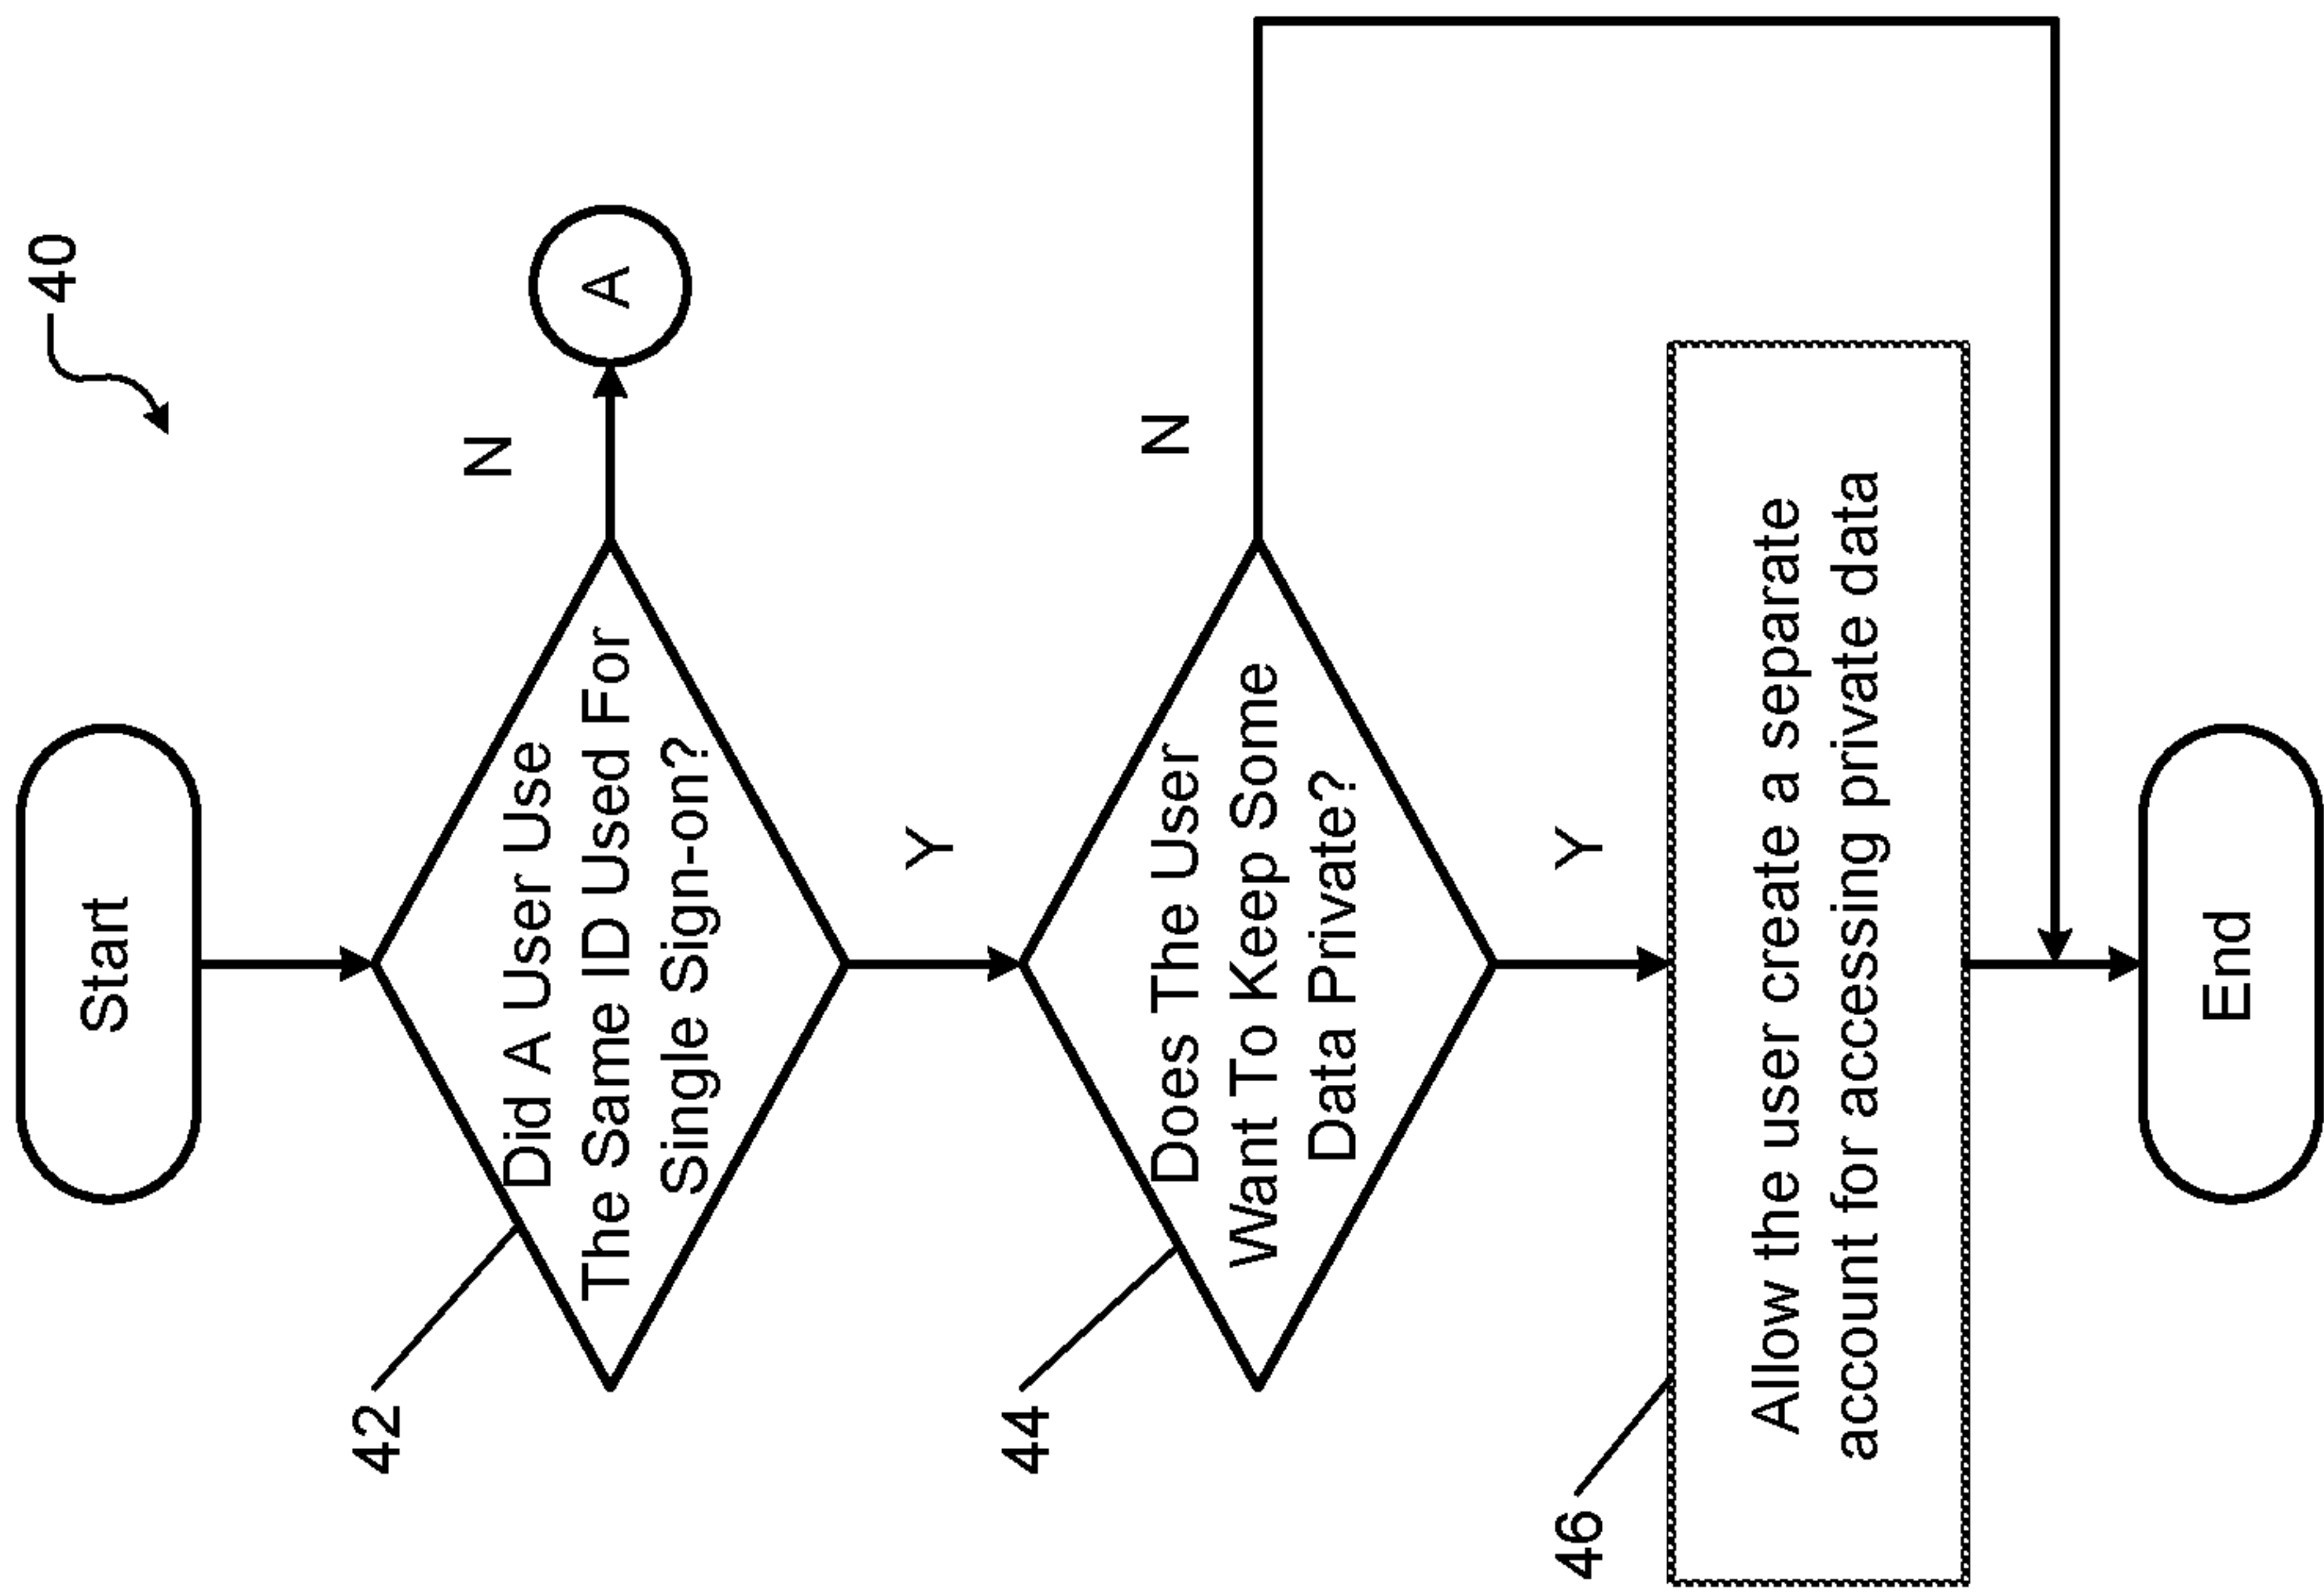 40
Start
42
Did A User Use
The Same ID Used For
Single Sign-on?
N
A
Y
44
Does The User
Want To Keep Some
Data Private?
N
Y
46
Allow the user create a separate
account for accessing private data
End